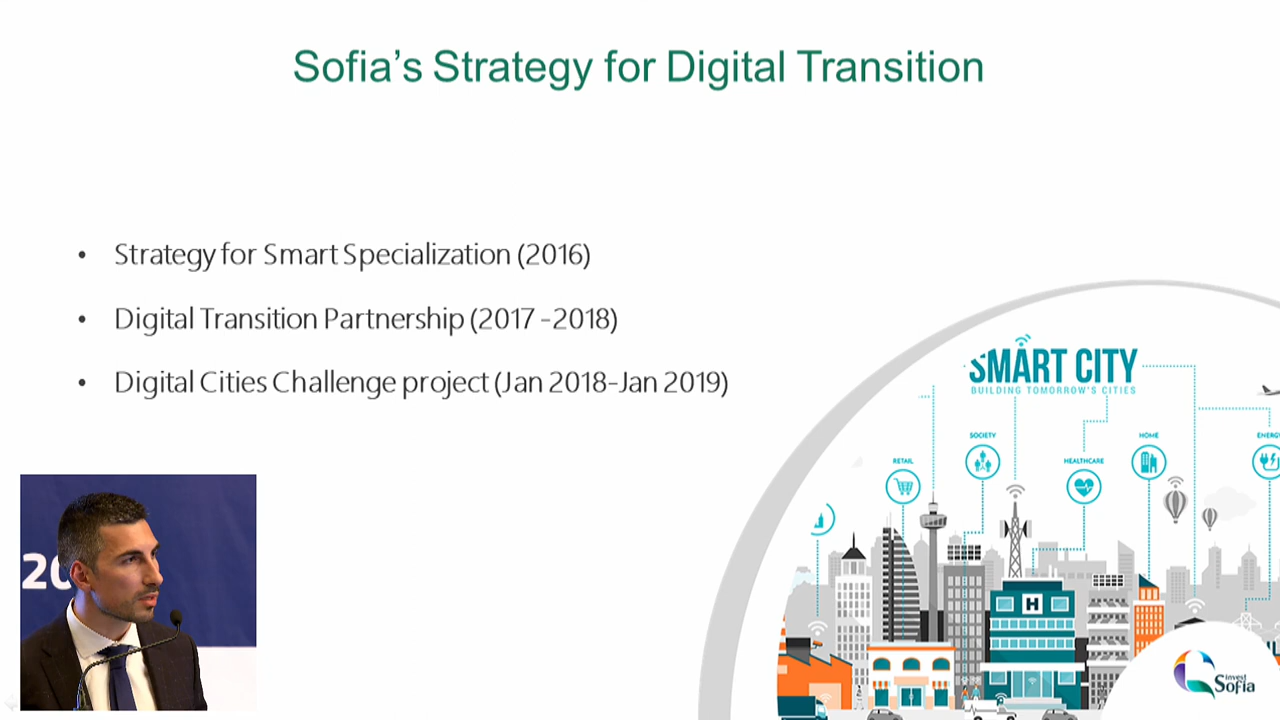 Sofia's Strategy for Digital Transition
• Strategy for Smart Specialization (2016)
• Digital Transition Partnership (2017 -2018)
• Digital Cities Challenge project (Jan 2018-Jan 2019)
SMART CITY
BUILDING TOMORROW'S CITIES
SOCIETY
HOME
ENERGY
RETAIL
HEALTHCARE
H
20
invest
Sofia